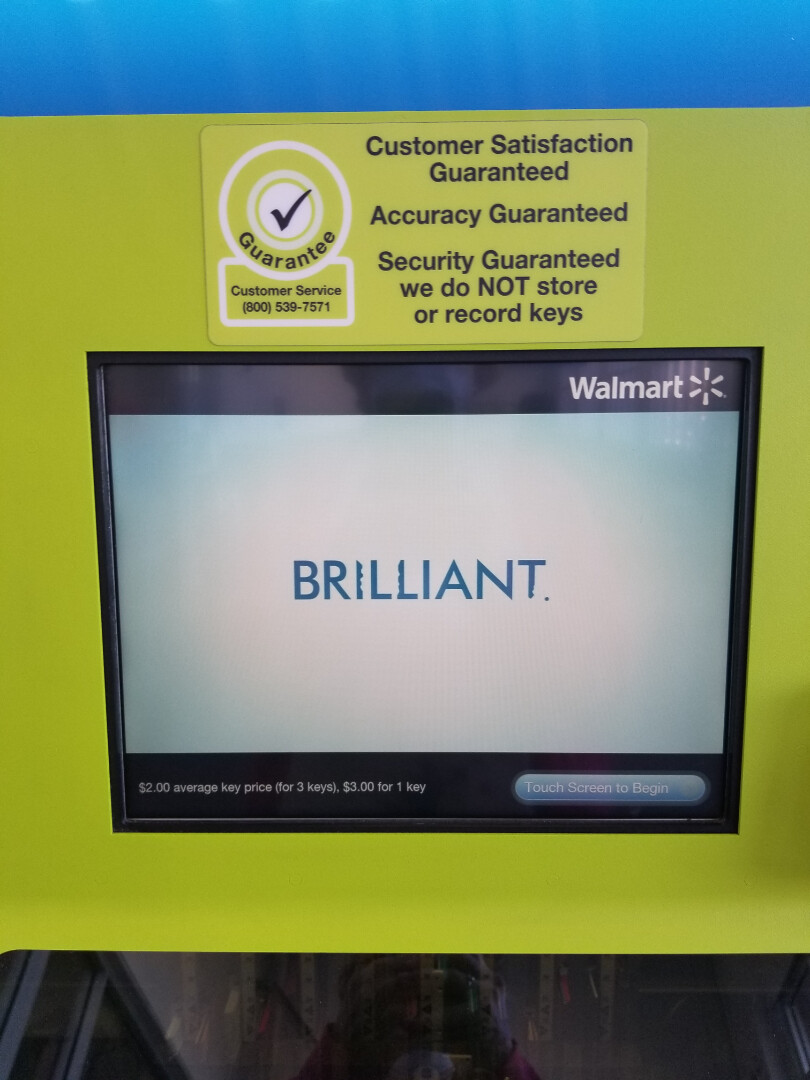 Guarantee
Customer Service
(800) 539-7571
Customer Satisfaction
Guaranteed
Accuracy Guaranteed
Security Guaranteed
we do NOT store
or record keys
Walmart
BRILLIANT.
$2.00 average key price (for 3 keys), $3.00 for 1 key
Touch Screen to Begin